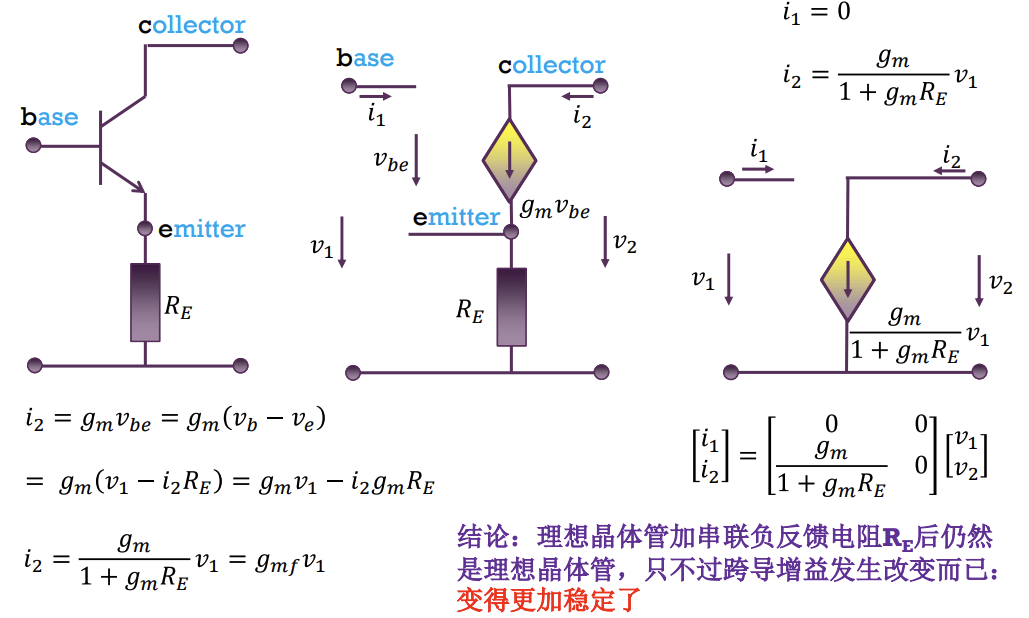 collector
base
emitter
R_E
base
i_1
collector
i_2
v_{be}
g_m v_{be}
emitter
v_1
v_2
R_E
i_1 = 0
i_2 = \frac{g_m}{1 + g_m R_E} v_1
i_1
i_2
v_1
v_2
\frac{g_m}{1 + g_m R_E} v_1
i_2 = g_m v_{be} = g_m(v_b − v_e)
= g_m(v_1 − i_2 R_E) = g_m v_1 − i_2 g_m R_E
i_2 = \frac{g_m}{1 + g_m R_E} v_1 = g_{mf} v_1
\begin{bmatrix} i_1 \\ i_2 \end{bmatrix} = \begin{bmatrix} 0 & 0 \\ \frac{g_m}{1 + g_m R_E} & 0 \end{bmatrix} \begin{bmatrix} v_1 \\ v_2 \end{bmatrix}
结论：理想晶体管加串联负反馈电阻R_E后仍然
是理想晶体管，只不过跨导增益发生改变而已：
变得更加稳定了